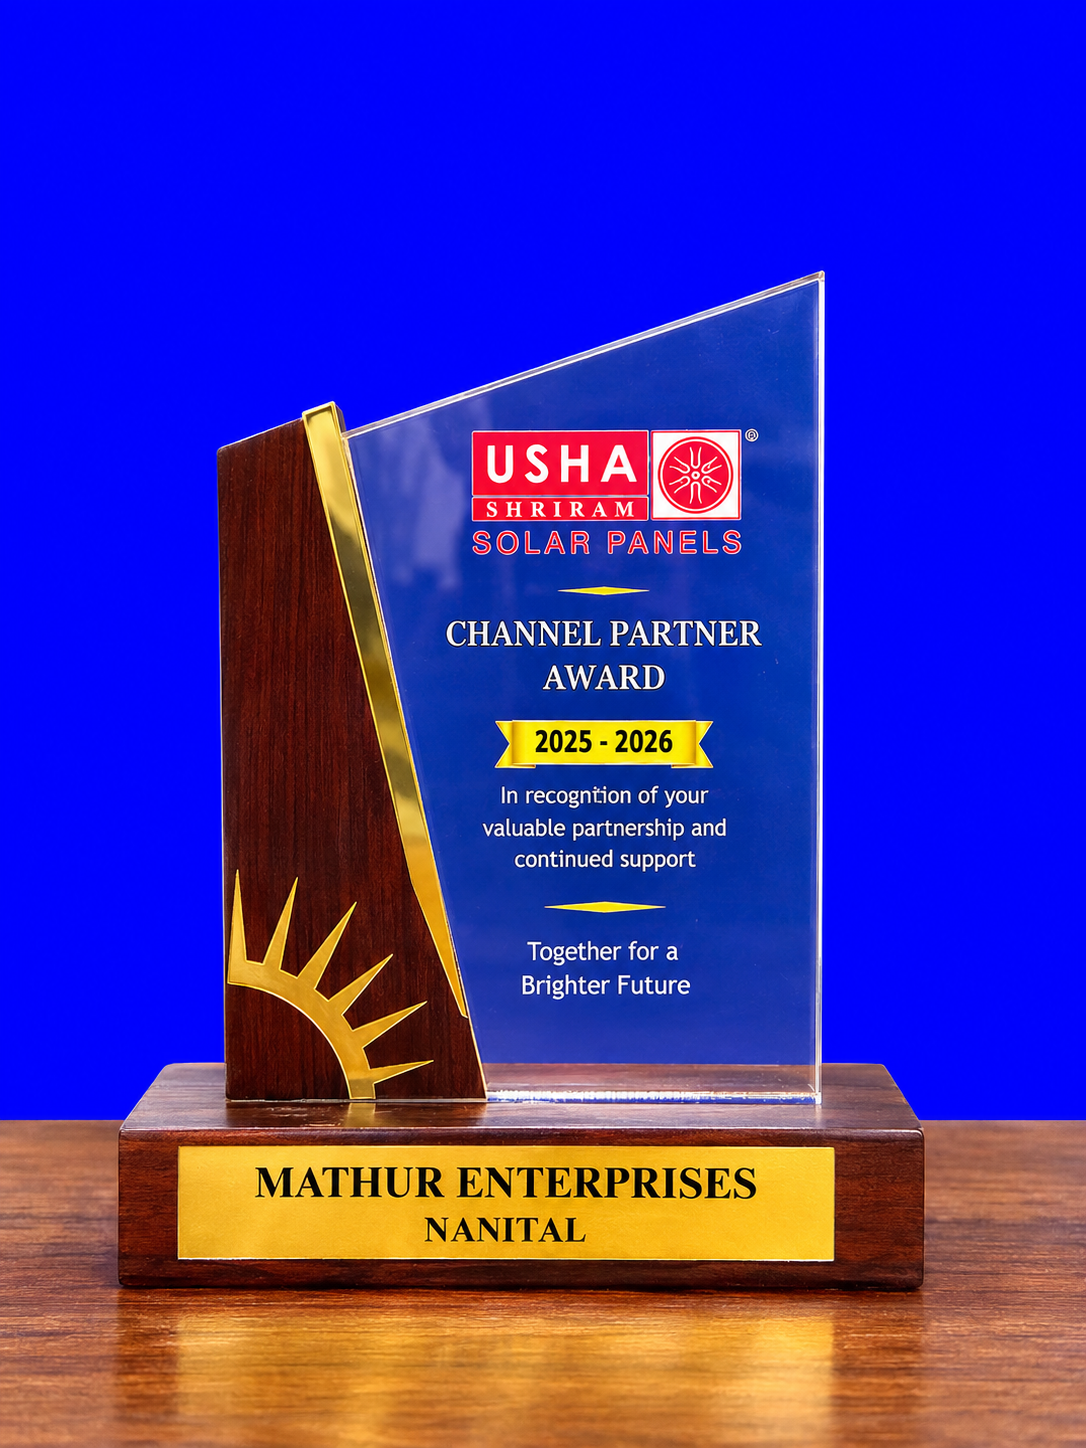 USHA
SHRIRAM
®
SOLAR PANELS
CHANNEL PARTNER
AWARD
2025 - 2026
In recogntion of your
valuable partnership and
continued support
Together for a
Brighter Future
MATHUR ENTERPRISES
NANITAL